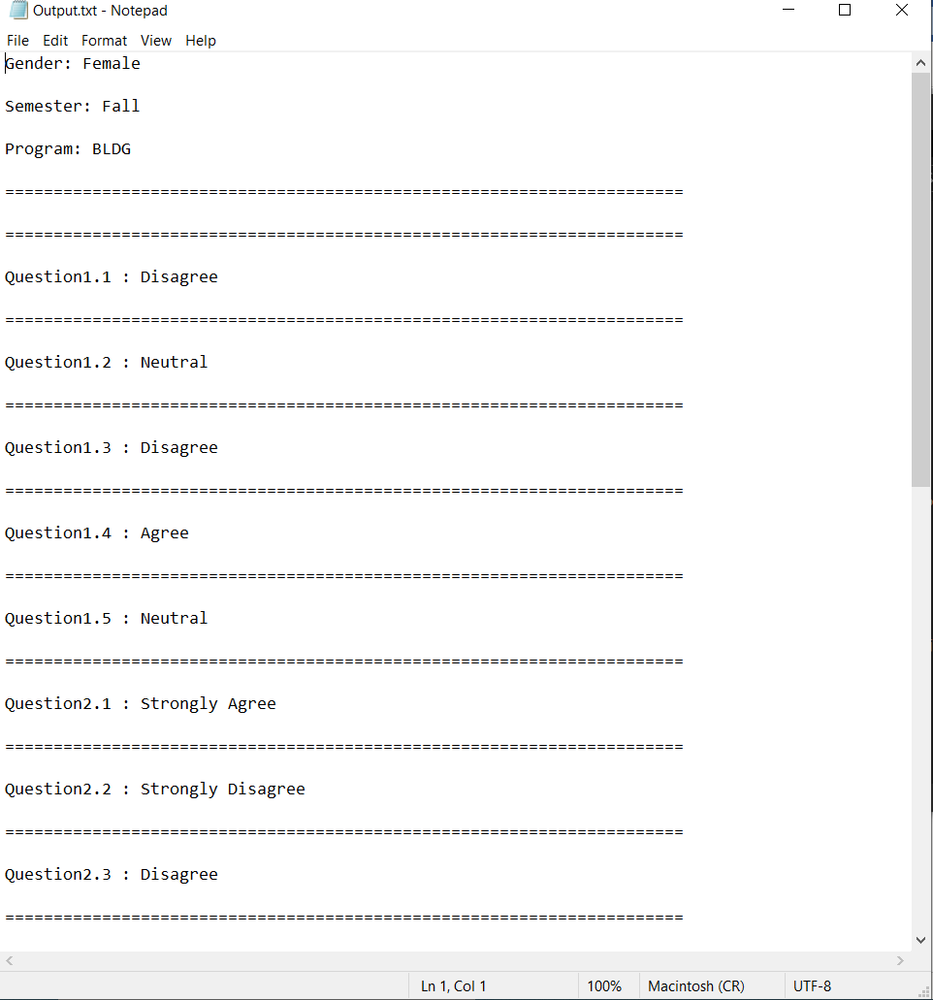 Output.txt - Notepad
File Edit Format View Help
Gender: Female
Semester: Fall
Program: BLDG
======================================================================
======================================================================
Question1.1 : Disagree
======================================================================
Question1.2 : Neutral
======================================================================
Question1.3 : Disagree
======================================================================
Question1.4 : Agree
======================================================================
Question1.5 : Neutral
======================================================================
Question2.1 : Strongly Agree
======================================================================
Question2.2 : Strongly Disagree
======================================================================
Question2.3 : Disagree
======================================================================
Ln 1, Col 1 100% Macintosh (CR) UTF-8